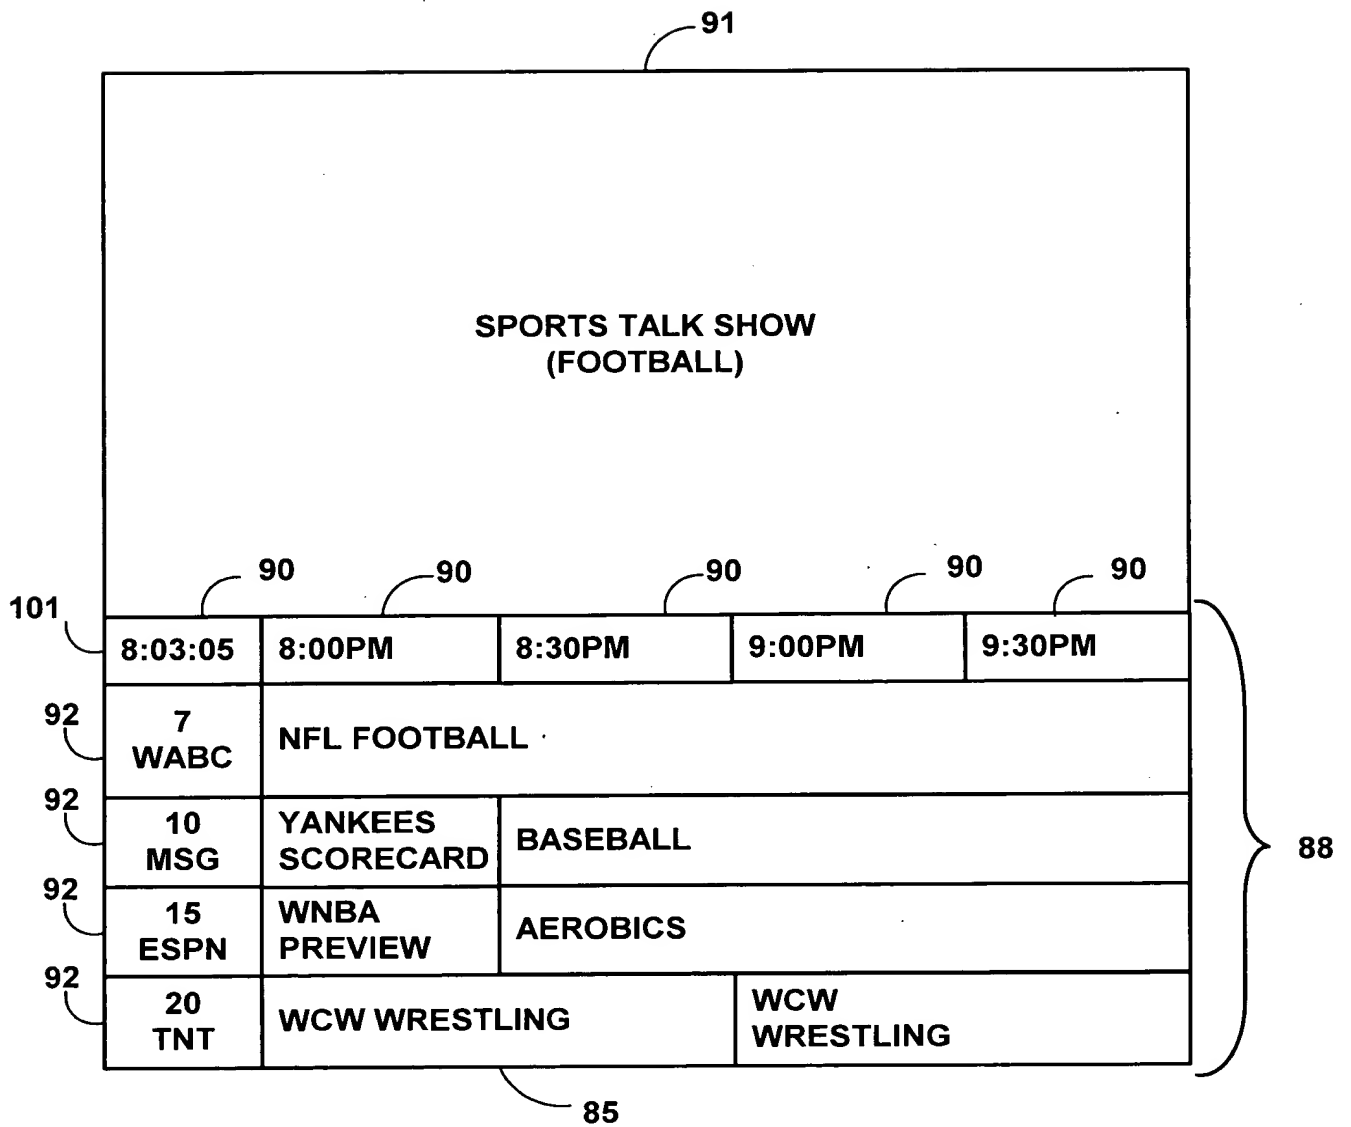 91
SPORTS TALK SHOW
(FOOTBALL)
90 90 90 90 90
101
8:03:05 8:00PM 8:30PM 9:00PM 9:30PM
92
7
WABC
NFL FOOTBALL
92
10
MSG
YANKEES
SCORECARD
BASEBALL
88
92
15
ESPN
WNBA
PREVIEW
AEROBICS
92
20
TNT
WCW WRESTLING
WCW
WRESTLING
85